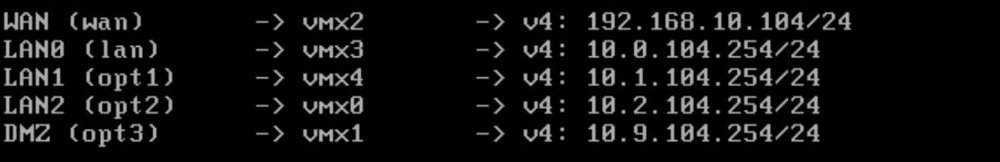 WAN (wan) -> vmx2 -> v4: 192.168.10.104/24
LAN0 (lan) -> vmx3 -> v4: 10.0.104.254/24
LAN1 (opt1) -> vmx4 -> v4: 10.1.104.254/24
LAN2 (opt2) -> vmx0 -> v4: 10.2.104.254/24
DMZ (opt3) -> vmx1 -> v4: 10.9.104.254/24